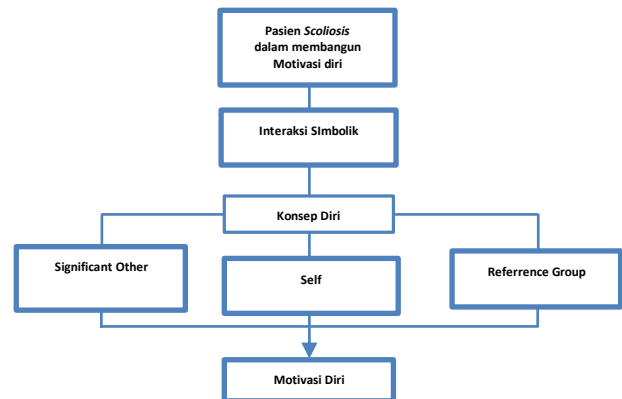 Pasien Scoliosis
dalam membangun
Motivasi diri
Interaksi SImbolik
Konsep Diri
Significant Other
Self
Referrence Group
Motivasi Diri